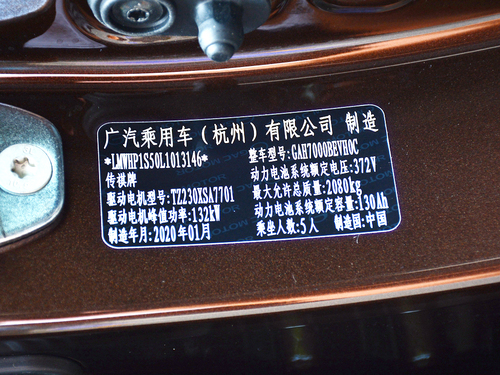 广汽乘用车（杭州）有限公司 制造
*LMWHP1S50L1013146* 整车型号:GAH7000BEVH0C
传祺牌 动力电池系统额定电压:372V
驱动电机型号:TZ230XSA7701 最大允许总质量:2080kg
驱动电机峰值功率:132kW 动力电池系统额定容量:130Ah
制造年月:2020年01月 乘坐人数:5人 制造国:中国